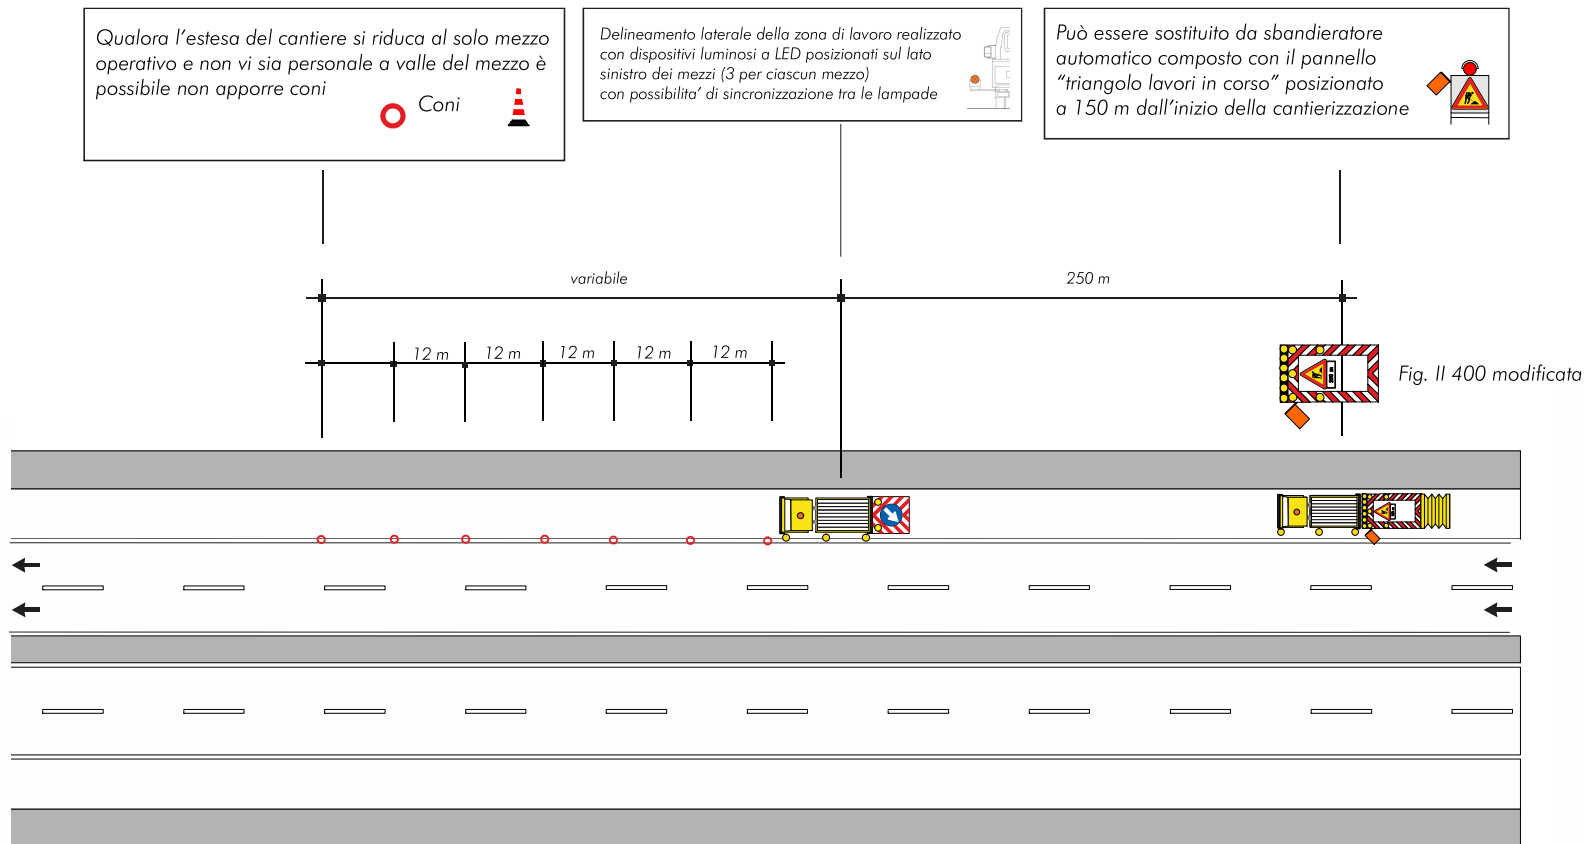 Qualora l'estesa del cantiere si riduca al solo mezzo
operativo e non vi sia personale a valle del mezzo è
possibile non apporre coni
Coni
Delineamento laterale della zona di lavoro realizzato
con dispositivi luminosi a LED posizionati sul lato
sinistro dei mezzi (3 per ciascun mezzo)
con possibilita' di sincronizzazione tra le lampade
Può essere sostituito da sbandieratore
automatico composto con il pannello
"triangolo lavori in corso" posizionato
a 150 m dall'inizio della cantierizzazione
variabile
250 m
12 m
12 m
12 m
12 m
12 m
Fig. II 400 modificata